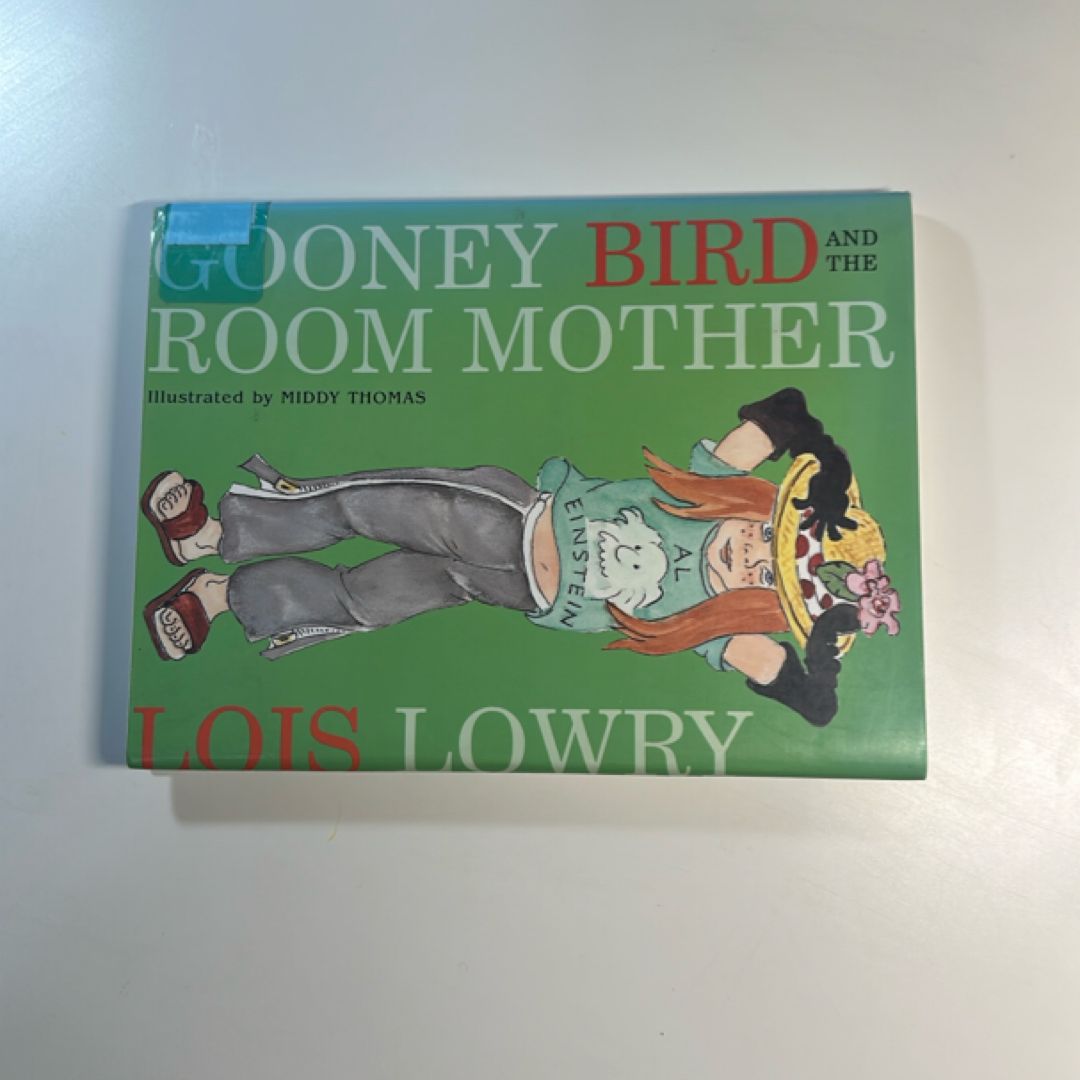 GOONEY BIRD AND THE
ROOM MOTHER
Illustrated by MIDDY THOMAS
AL
EINSTEIN
LOIS LOWRY